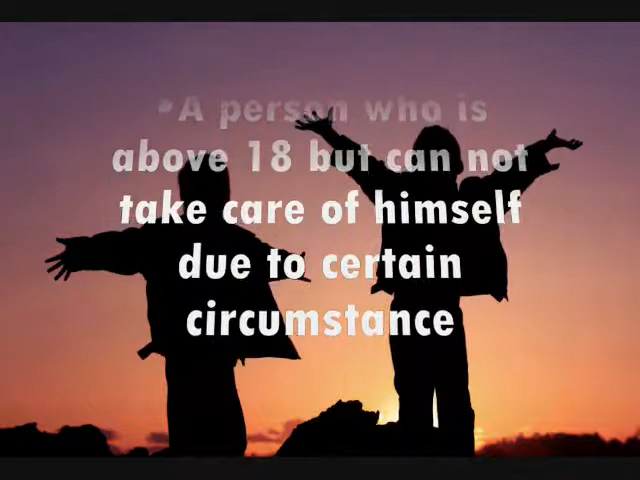 •A person who is
above 18 but can not
take care of himself
due to certain
circumstance